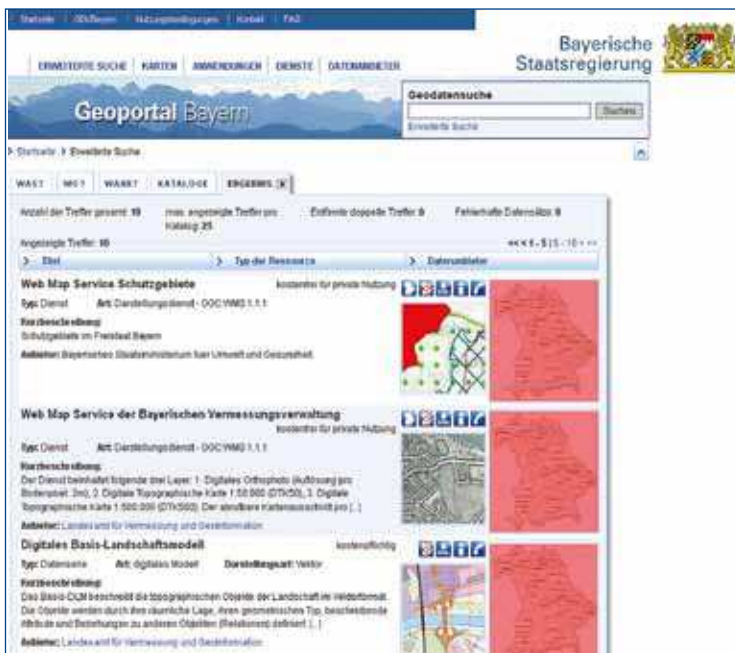 Startseite | GDI-Bayern | Nutzungsbedingungen | Kontakt | FAQ
Bayerische
Staatsregierung
ERWEITERTE SUCHE | KARTEN | ANWENDUNGEN | DIENSTE | DATENANBIETER
Geoportal Bayern
Geodatensuche
Suchen
Erweiterte Suche
Startseite > Erweiterte Suche
WAS? WO? WANN? KATALOGE ERGEBNIS X
Anzahl der Treffer gesamt: 10 max. angezeigte Treffer pro Katalog: 25 Entfernte doppelte Treffer: 0 Fehlerhafte Datensätze: 0
Angezeigte Treffer: 10
> Titel > Typ der Ressource > Datenanbieter
Web Map Service Schutzgebiete kostenfrei für private Nutzung
Typ: Dienst Art: Darstellungsdienst - OGC:WMS 1.1.1
Kurzbeschreibung:
Schutzgebiete im Freistaat Bayern
Anbieter: Bayerisches Staatsministerium fuer Umwelt und Gesundheit
Web Map Service der Bayerischen Vermessungsverwaltung
kostenfrei für private Nutzung
Typ: Dienst Art: Darstellungsdienst - OGC:WMS 1.1.1
Kurzbeschreibung:
Der Dienst beinhaltet folgende drei Layer: 1. Digitales Orthophoto (Auflösung pro
Bodenpixel: 2m), 2. Digitale Topographische Karte 1:50 000 (DTK50), 3. Digitale
Topographische Karte 1:500 000 (DTK500). Der abrufbare Kartenausschnitt pro [..]
Anbieter: Landesamt für Vermessung und Geoinformation
Digitales Basis-Landschaftsmodell kostenpflichtig
Typ: Datenserie Art: digitales Modell Darstellungsart: Vektor
Kurzbeschreibung:
Das Basis-DLM beschreibt die topographischen Objekte der Landschaft im Vektorformat.
Die Objekte werden durch ihre räumliche Lage, ihren geometrischen Typ, beschreibende
Attribute und Beziehungen zu anderen Objekten (Relationen) definiert. [..]
Anbieter: Landesamt für Vermessung und Geoinformation